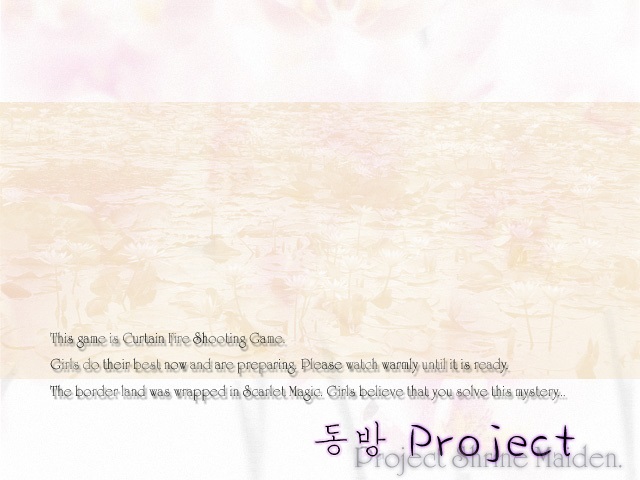 This game is Curtain Fire Shooting Game.
Girls do their best now and are preparing. Please watch warmly until it is ready.
The border land was wrapped in Scarlet Magic. Girls believe that you solve this mystery...
동방 Project
Project Shrine Maiden.